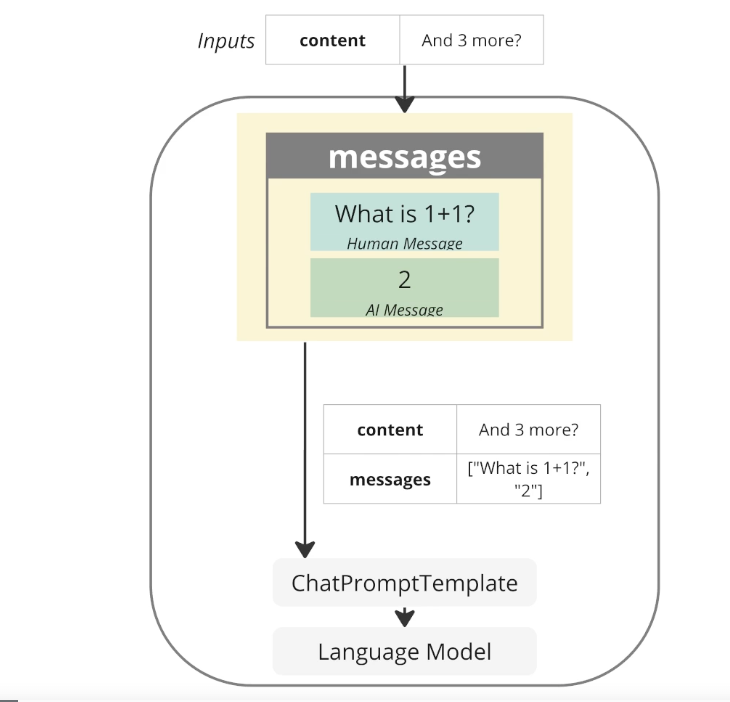 Inputs
content
And 3 more?
messages
What is 1+1?
Human Message
2
AI Message
content
And 3 more?
messages
["What is 1+1?",
"2"]
ChatPromptTemplate
Language Model